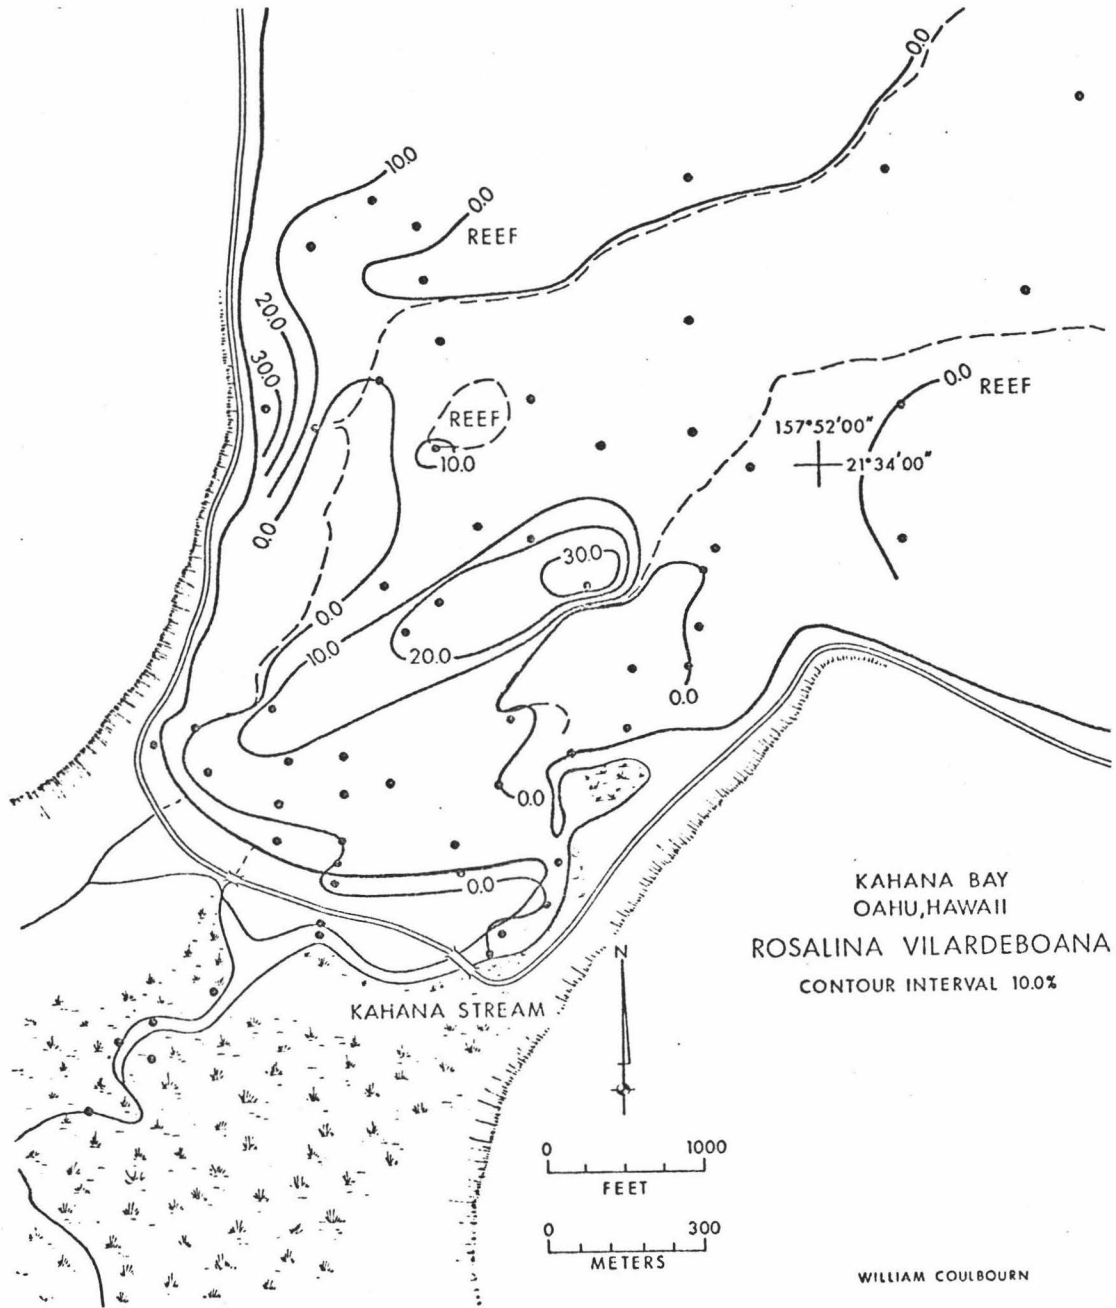 0.0
10.0
0.0
REEF
20.0
30.0
0.0
REEF
REEF
157°52'00"
10.0
21°34'00"
0.0
30.0
0.0
10.0
20.0
0.0
0.0
0.0
KAHANA BAY
OAHU, HAWAII
ROSALINA VILARDEBOANA
CONTOUR INTERVAL 10.0%
N
KAHANA STREAM
0 1000
FEET
0 300
METERS
WILLIAM COULBOURN